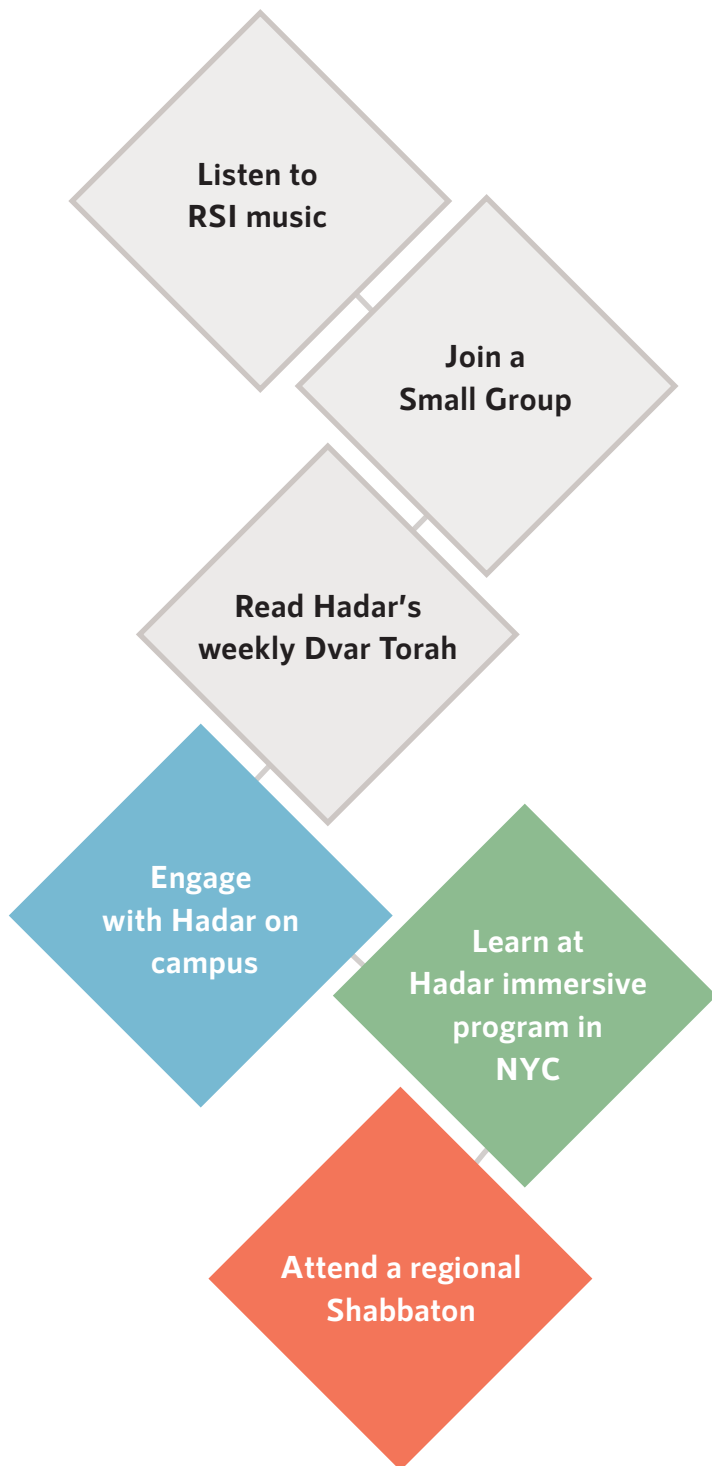 Listen to
RSI music
Join a
Small Group
Read Hadar's
weekly Dvar Torah
Engage
with Hadar on
campus
Learn at
Hadar immersive
program in
NYC
Attend a regional
Shabbaton